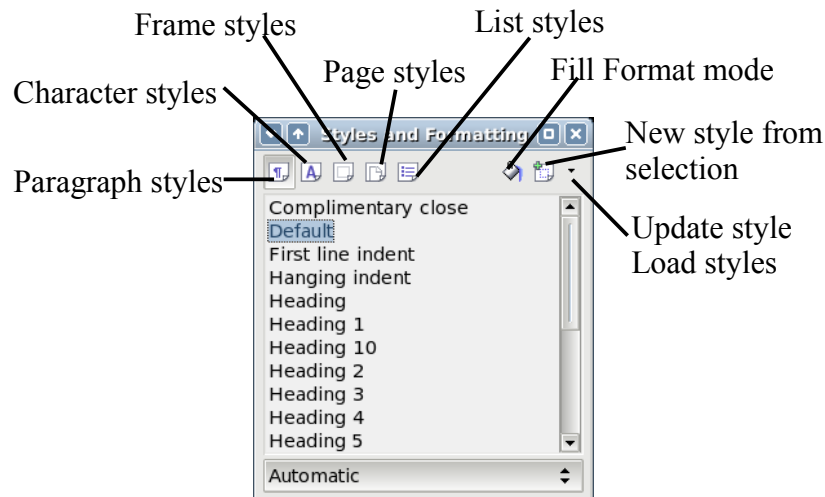 Frame styles
List styles
Page styles
Fill Format mode
Character styles
Styles and Formatting
New style from
selection
Paragraph styles
Update style
Load styles
Complimentary close
Default
First line indent
Hanging indent
Heading
Heading 1
Heading 10
Heading 2
Heading 3
Heading 4
Heading 5
Automatic